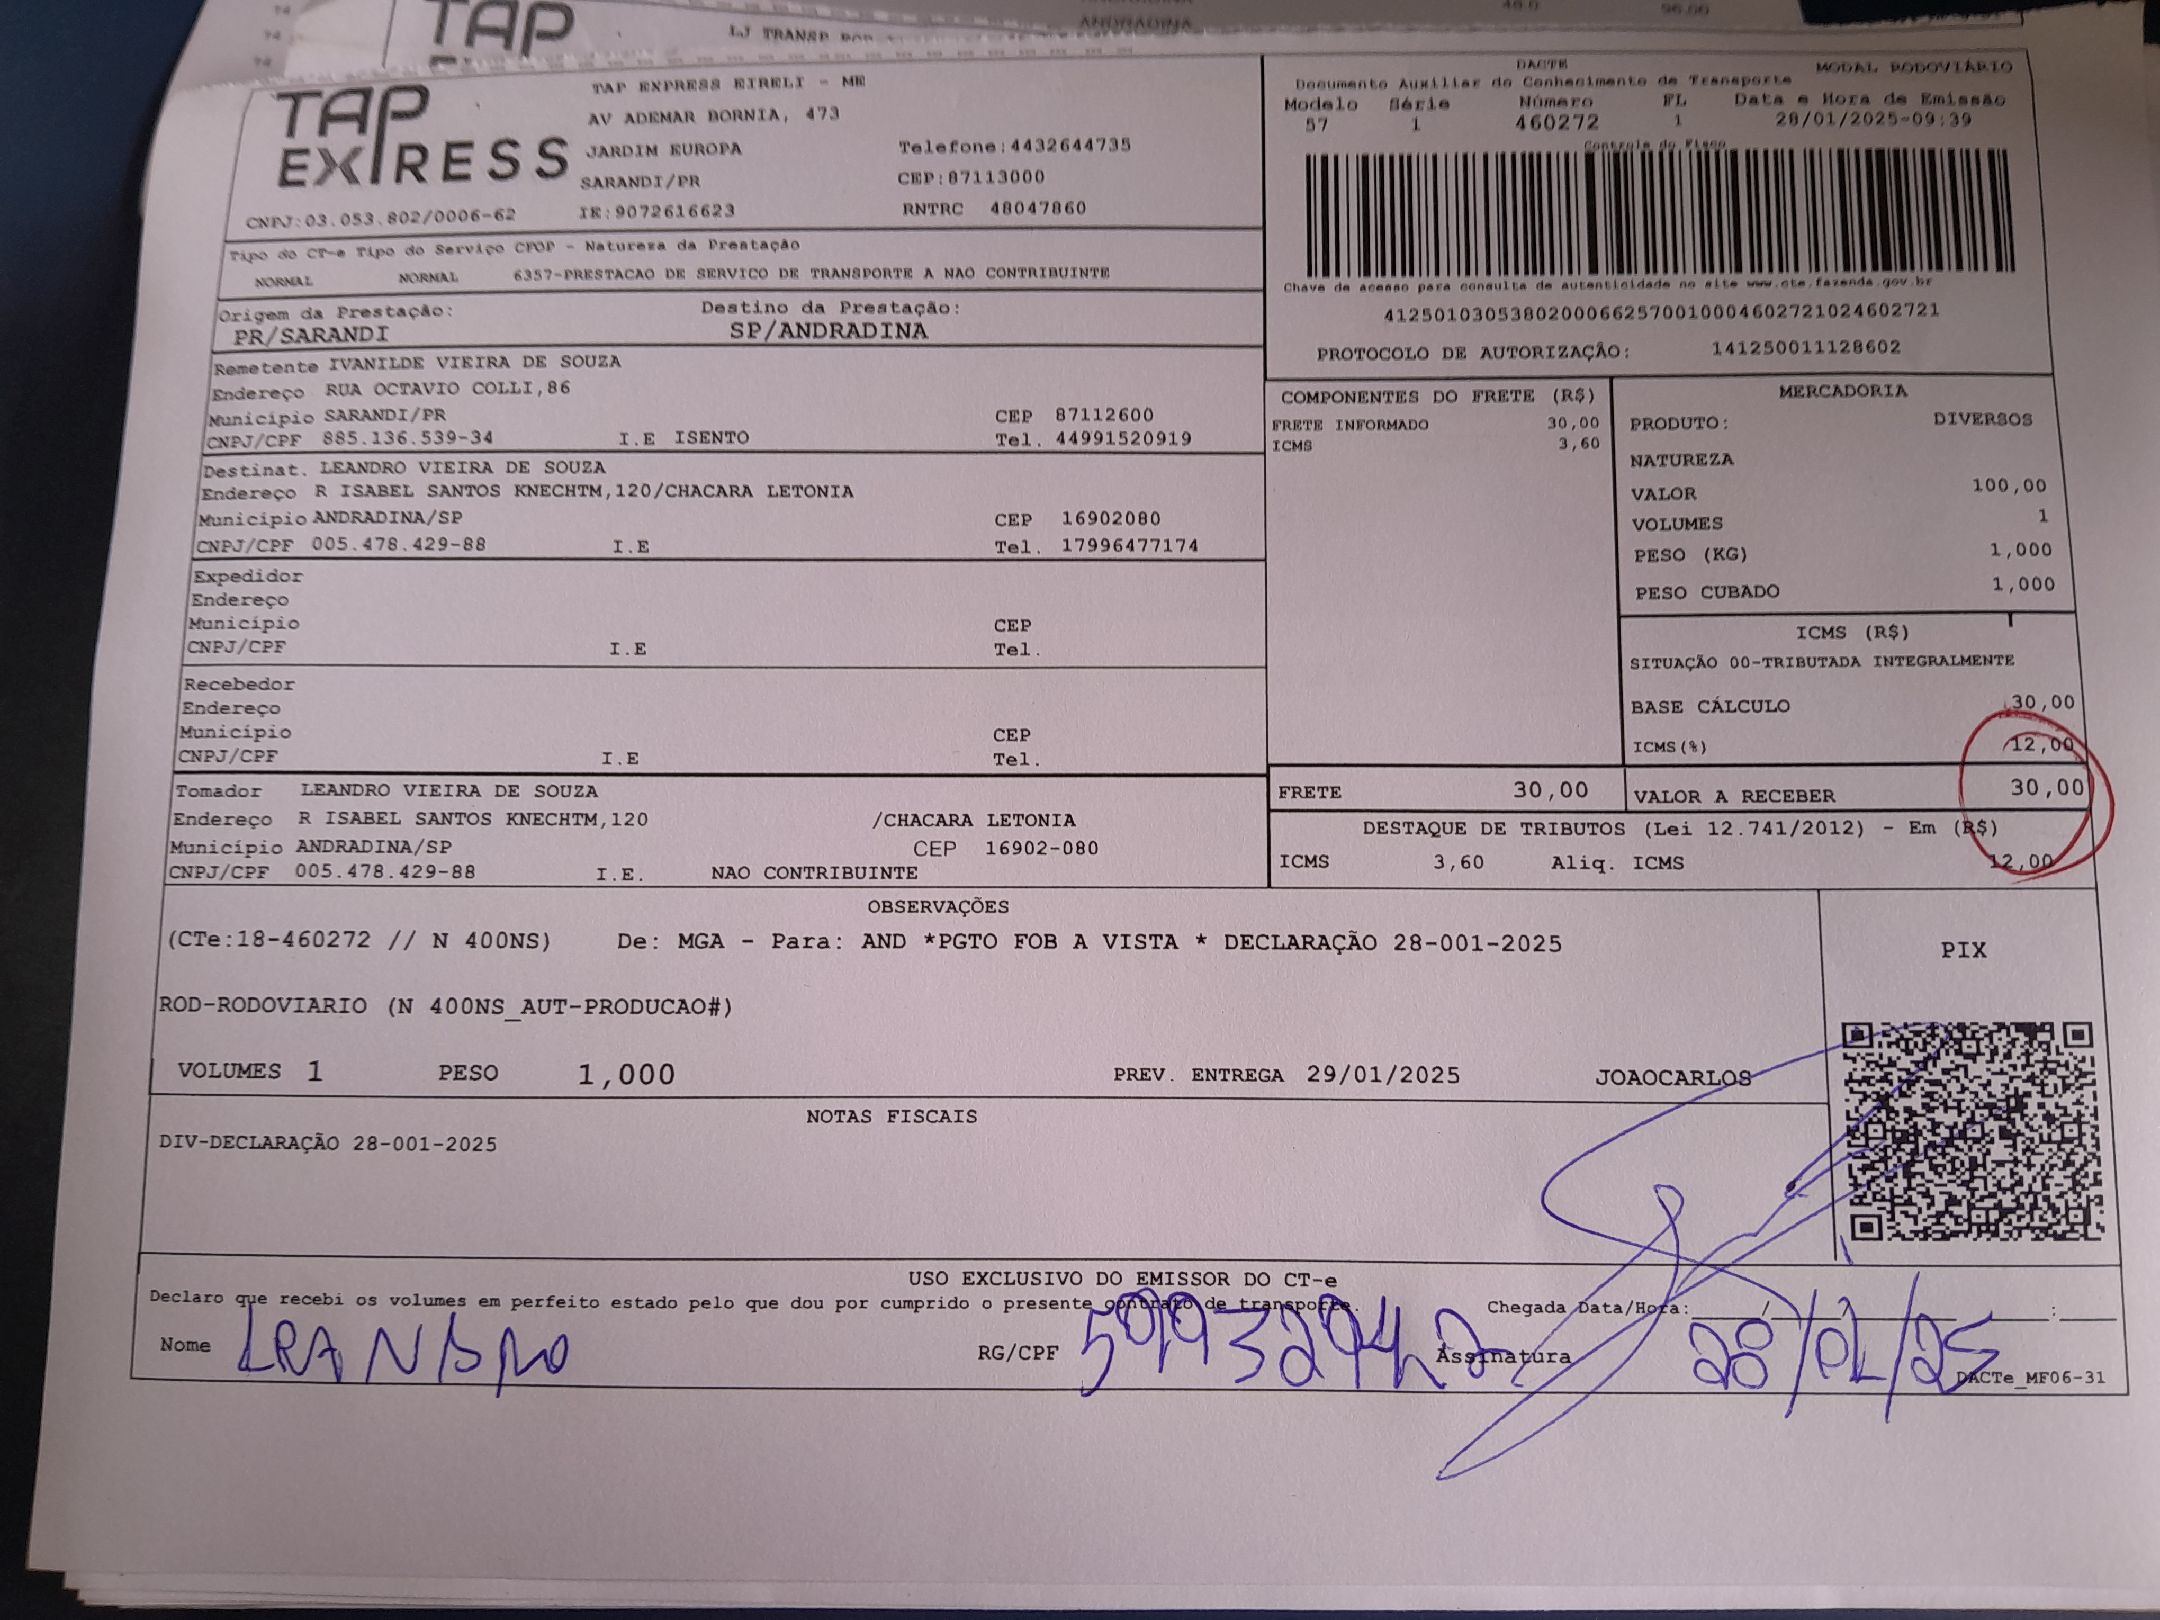 TAP
LJ TRANSP
ANDRADINA
TAP EXPRESS
TAP EXPRESS EIRELI - ME
AV ADEMAR BORNIA, 473
JARDIM EUROPA Telefone:4432644735
SARANDI/PR CEP:87113000
CNPJ:03.053.802/0006-62 IE:9072616623 RNTRC 48047860
DACTE MODAL RODOVIÁRIO
Documento Auxiliar do Conhecimento de Transporte
Modelo Série Número FL Data e Hora de Emissão
57 1 460272 1 28/01/2025-09:39
Controle do Fisco
Chave de acesso para consulta de autenticidade no site www.cte.fazenda.gov.br
41250103053802000662570010004602721024602721
PROTOCOLO DE AUTORIZAÇÃO: 141250011128602
Tipo do CT-e Tipo do Serviço CFOP - Natureza da Prestação
NORMAL NORMAL 6357-PRESTACAO DE SERVICO DE TRANSPORTE A NAO CONTRIBUINTE
Origem da Prestação: Destino da Prestação:
PR/SARANDI SP/ANDRADINA
Remetente IVANILDE VIEIRA DE SOUZA
Endereço RUA OCTAVIO COLLI,86
Município SARANDI/PR CEP 87112600
CNPJ/CPF 885.136.539-34 I.E ISENTO Tel. 44991520919
Destinat. LEANDRO VIEIRA DE SOUZA
Endereço R ISABEL SANTOS KNECHTM,120/CHACARA LETONIA
Município ANDRADINA/SP CEP 16902080
CNPJ/CPF 005.478.429-88 I.E Tel. 17996477174
Expedidor
Endereço
Município CEP
CNPJ/CPF I.E Tel.
Recebedor
Endereço
Município CEP
CNPJ/CPF I.E Tel.
Tomador LEANDRO VIEIRA DE SOUZA
Endereço R ISABEL SANTOS KNECHTM,120 /CHACARA LETONIA
Município ANDRADINA/SP CEP 16902-080
CNPJ/CPF 005.478.429-88 I.E. NAO CONTRIBUINTE
COMPONENTES DO FRETE (R$)
FRETE INFORMADO 30,00
ICMS 3,60
MERCADORIA
PRODUTO: DIVERSOS
NATUREZA
VALOR 100,00
VOLUMES 1
PESO (KG) 1,000
PESO CUBADO 1,000
ICMS (R$)
SITUAÇÃO 00-TRIBUTADA INTEGRALMENTE
BASE CÁLCULO 30,00
ICMS(%) 12,00
FRETE 30,00 VALOR A RECEBER 30,00
DESTAQUE DE TRIBUTOS (Lei 12.741/2012) - Em (R$)
ICMS 3,60 Aliq. ICMS 12,00
OBSERVAÇÕES
(CTe:18-460272 // N 400NS) De: MGA - Para: AND *PGTO FOB A VISTA * DECLARAÇÃO 28-001-2025
ROD-RODOVIARIO (N 400NS_AUT-PRODUCAO#)
PIX
VOLUMES 1 PESO 1,000 PREV. ENTREGA 29/01/2025 JOAOCARLOS
NOTAS FISCAIS
DIV-DECLARAÇÃO 28-001-2025
USO EXCLUSIVO DO EMISSOR DO CT-e
Declaro que recebi os volumes em perfeito estado pelo que dou por cumprido o presente contrato de transporte. Chegada Data/Hora:____/____/____ ____:____
Nome RG/CPF Assinatura
DACTe_MF06-31